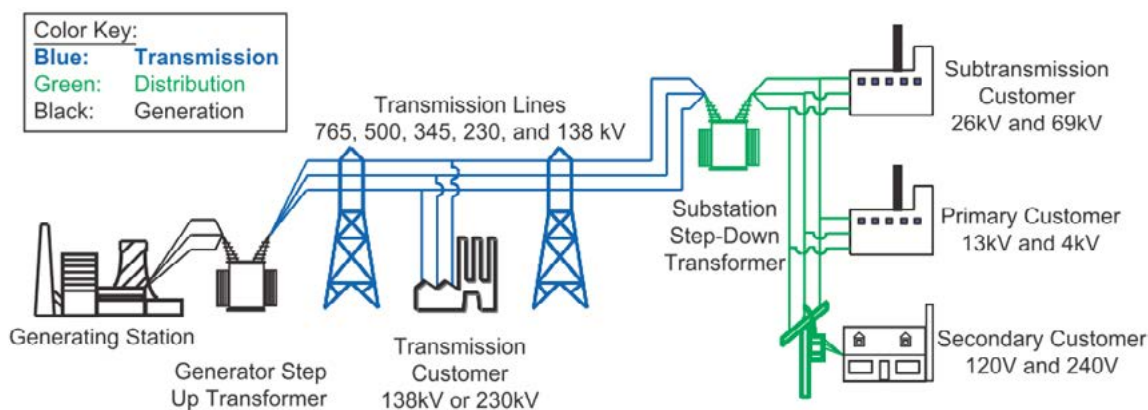 Color Key:
Blue: Transmission
Green: Distribution
Black: Generation
Transmission Lines
765, 500, 345, 230, and 138 kV
Subtransmission
Customer
26kV and 69kV
Substation
Step-Down
Transformer
Primary Customer
13kV and 4kV
Generating Station
Generator Step
Up Transformer
Transmission
Customer
138kV or 230kV
Secondary Customer
120V and 240V